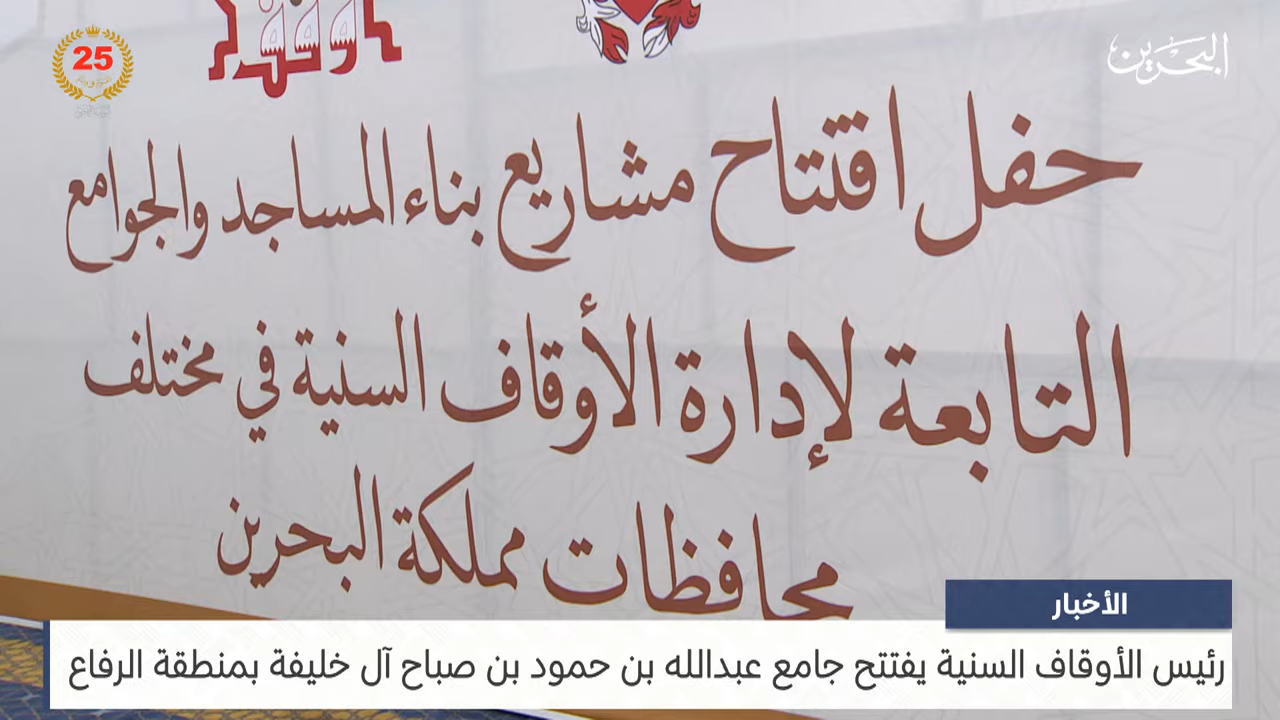 25
البحرين
حفل افتتاح مشاريع بناء المساجد والجوامع
التابعة لإدارة الأوقاف السنية في مختلف
محافظات مملكة البحرين
الأخبار
رئيس الأوقاف السنية يفتتح جامع عبدالله بن حمود بن صباح آل خليفة بمنطقة الرفاع